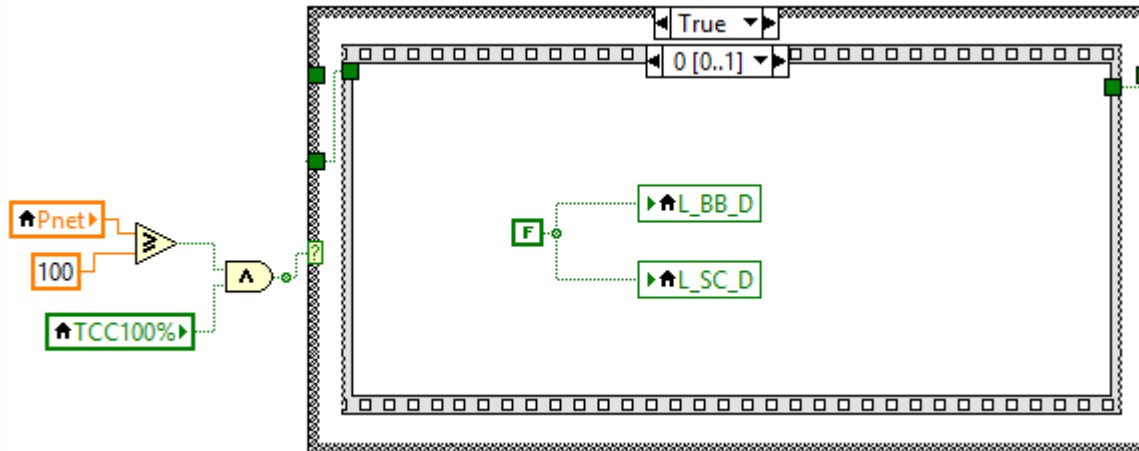 True
0 [0..1]
Pnet
100
TCC100%
?
F
L_BB_D
L_SC_D